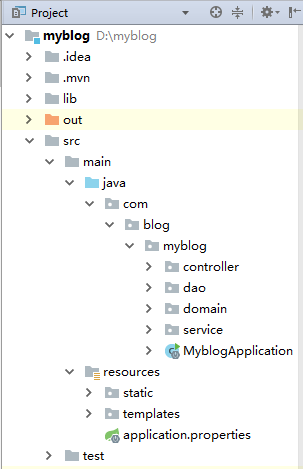 Project
myblog D:\myblog
.idea
.mvn
lib
out
src
main
java
com
blog
myblog
controller
dao
domain
service
MyblogApplication
resources
static
templates
application.properties
test